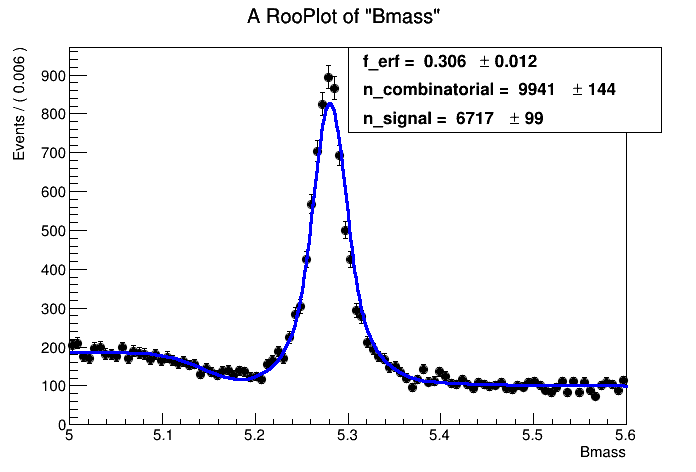 A RooPlot of "Bmass"
f_erf = 0.306 ± 0.012
n_combinatorial = 9941 ± 144
n_signal = 6717 ± 99
Events / ( 0.006 )
900
800
700
600
500
400
300
200
100
0
5 5.1 5.2 5.3 5.4 5.5 5.6
Bmass